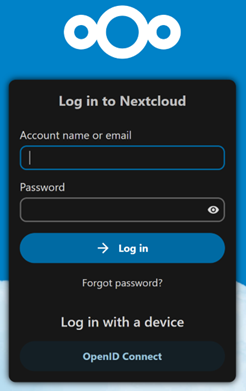 Log in to Nextcloud
Account name or email
Password
Log in
Forgot password?
Log in with a device
OpenID Connect